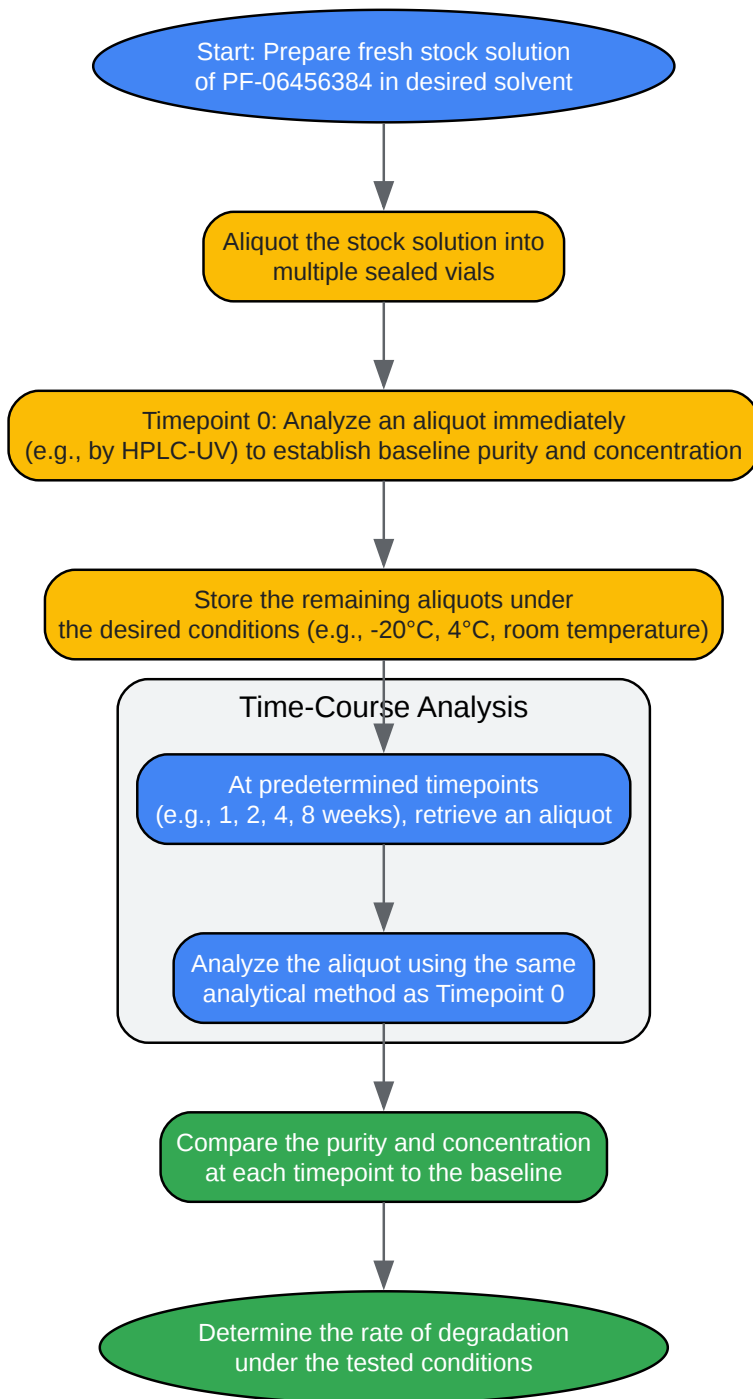 Start: Prepare fresh stock solution
of PF-06456384 in desired solvent
Aliquot the stock solution into
multiple sealed vials
Timepoint 0: Analyze an aliquot immediately
(e.g., by HPLC-UV) to establish baseline purity and concentration
Store the remaining aliquots under
the desired conditions (e.g., -20°C, 4°C, room temperature)
Time-Course Analysis
At predetermined timepoints
(e.g., 1, 2, 4, 8 weeks), retrieve an aliquot
Analyze the aliquot using the same
analytical method as Timepoint 0
Compare the purity and concentration
at each timepoint to the baseline
Determine the rate of degradation
under the tested conditions